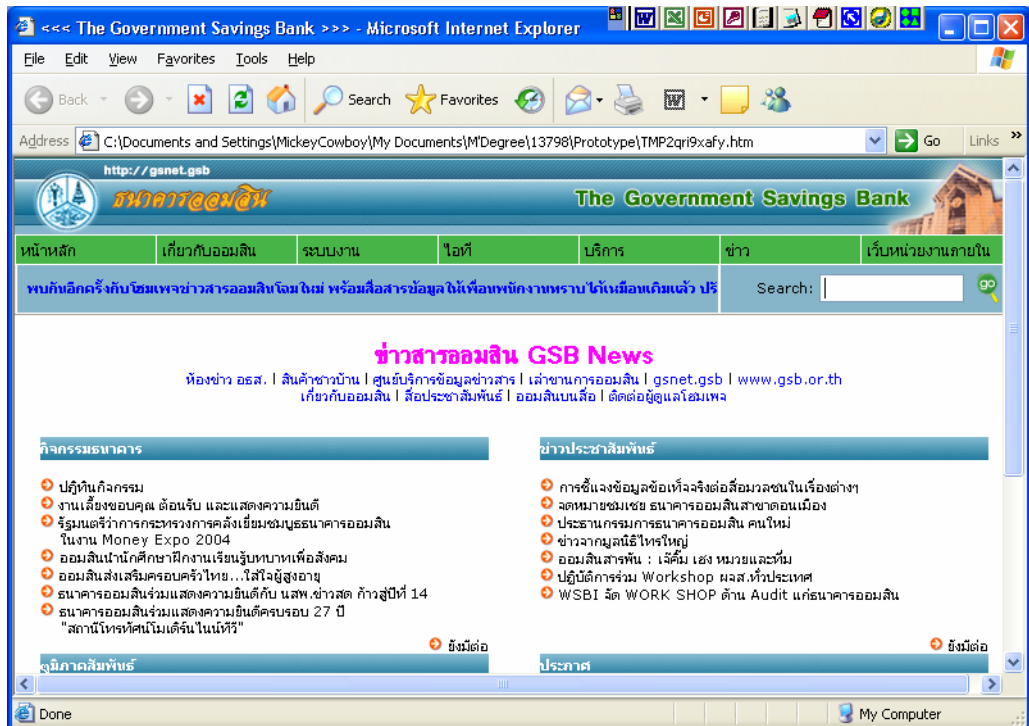 <<< The Government Savings Bank >>> - Microsoft Internet Explorer
File Edit View Favorites Tools Help
Back Search Favorites
Address C:\Documents and Settings\MickeyCowboy\My Documents\M'Degree\13798\Prototype\TMP2qri9xafy.htm Go Links »
http://gsnet.gsb
ธนาคารออมสิน The Government Savings Bank
หน้าหลัก เกี่ยวกับออมสิน ระบบงาน ไอที บริการ ข่าว เว็บหน่วยงานภายใน
พบกันอีกครั้งกับโฮมเพจข่าวสารออมสินโฉมใหม่ พร้อมสื่อสารข้อมูลให้เพื่อนพนักงานทราบได้เหมือนเดิมแล้ว ปรั Search: go
ข่าวสารออมสิน GSB News
ห้องข่าว อธส. | สินค้าชาวบ้าน | ศูนย์บริการข้อมูลข่าวสาร | เล่าขานการออมสิน | gsnet.gsb | www.gsb.or.th
เกี่ยวกับออมสิน | สื่อประชาสัมพันธ์ | ออมสินบนสื่อ | ติดต่อผู้ดูแลโฮมเพจ
กิจกรรมธนาคาร
ปฎิทินกิจกรรม
งานเลี้ยงขอบคุณ ต้อนรับ และแสดงความยินดี
รัฐมนตรีว่าการกระทรวงการคลังเยี่ยมชมบูธธนาคารออมสิน
ในงาน Money Expo 2004
ออมสินนำนักศึกษาฝึกงานเรียนรู้บทบาทเพื่อสังคม
ออมสินส่งเสริมครอบครัวไทย...ใส่ใจผู้สูงอายุ
ธนาคารออมสินร่วมแสดงความยินดีกับ นสพ.ข่าวสด ก้าวสู่ปีที่ 14
ธนาคารออมสินร่วมแสดงความยินดีครบรอบ 27 ปี
"สถานีโทรทัศน์โมเดิร์นไนน์ทีวี"
ยังมีต่อ
ข่าวประชาสัมพันธ์
การชี้แจงข้อมูลข้อเท็จจริงต่อสื่อมวลชนในเรื่องต่างๆ
จดหมายชมเชย ธนาคารออมสินสาขาดอนเมือง
ประธานกรรมการธนาคารออมสิน คนใหม่
ข่าวจากมูลนิธิไทรใหญ่
ออมสินสารพัน : เจ๊คิ้ม เฮง หมวยและทีม
ปฎิบัติการร่วม Workshop ผจส.ทั่วประเทศ
WSBI จัด WORK SHOP ด้าน Audit แก่ธนาคารออมสิน
ยังมีต่อ
ภูมิภาคสัมพันธ์
ประกาศ
Done My Computer